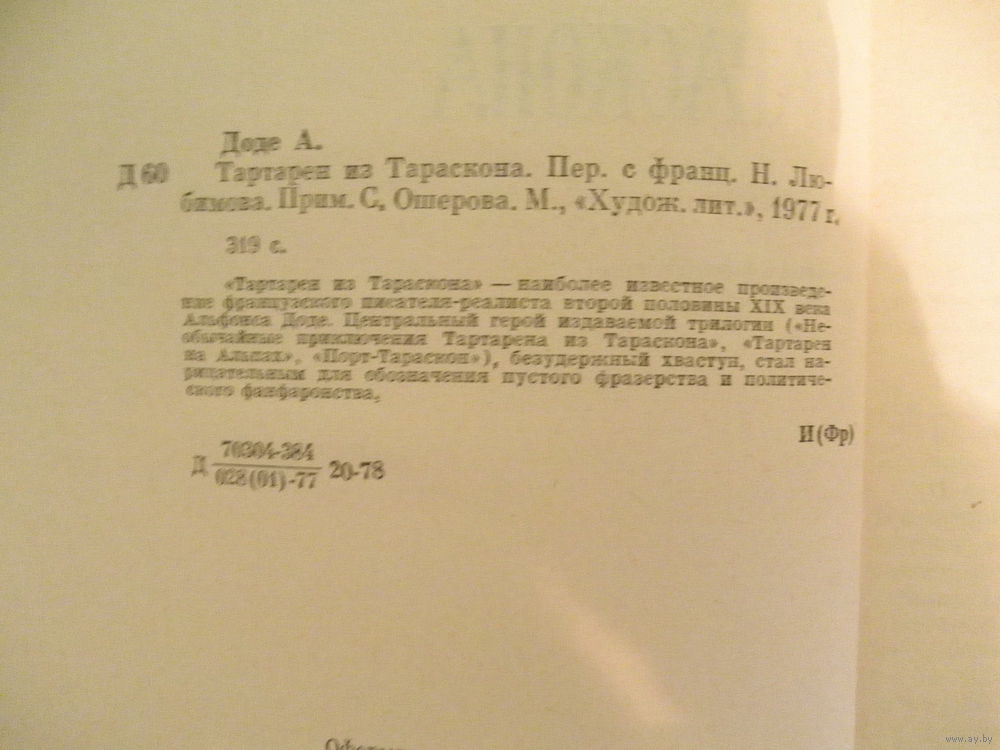 Доде А.
Д 60 Тартарен из Тараскона. Пер. с франц. Н. Лю-
бимова. Прим. С. Ошерова. М., «Худож. лит.», 1977 г.
319 с.
«Тартарен из Тараскона» — наиболее известное произведе-
ние французского писателя-реалиста второй половины XIX века
Альфонса Доде. Центральный герой издаваемой трилогии («Не-
обычайные приключения Тартарена из Тараскона», «Тартарен
на Альпах», «Порт-Тараскон»), безудержный хвастун, стал на-
рицательным для обозначения пустого фразерства и политиче-
ского фанфаронства.
И(Фр)
Д 70304-384
028(01)-77 20-78
www.ay.by